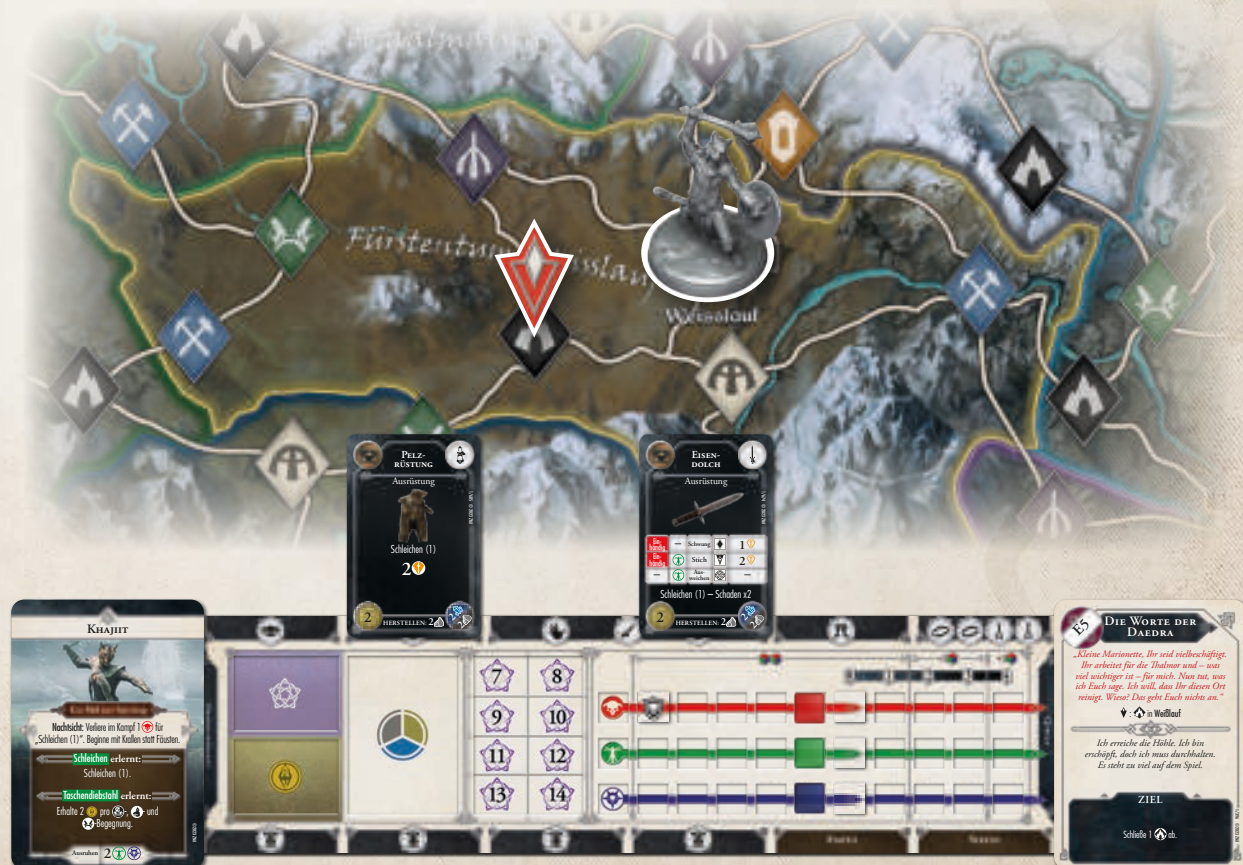 Weisslauf
PELZ-
RÜSTUNG
Ausrüstung
Schleichen (1)
2
2
HERSTELLEN: 2
EISEN-
DOLCH
Ausrüstung
Ein-
händig
– Schwung 1
Ein-
händig
Stich 2
– Aus-
weichen –
Schleichen (1) – Schaden x2
2
HERSTELLEN: 2
KHAJIIT
Nachtsicht: Verliere im Kampf 1 für
„Schleichen (1)“. Beginne mit Krallen statt Fäusten.
Schleichen erlernt:
Schleichen (1).
Taschendiebstahl erlernt:
Erhalte 2 pro -, - und
-Begegnung.
Ausruhen 2
7 8
9 10
11 12
13 14
E5
DIE WORTE DER
DAEDRA
„Kleine Marionette, Ihr seid vielbeschäftigt.
Ihr arbeitet für die Thalmor und – was
viel wichtiger ist – für mich. Nun tut, was
ich Euch sage. Ich will, dass Ihr diesen Ort
reinigt. Wieso? Das geht Euch nichts an.“
: in Weißlauf
Ich erreiche die Höhle. Ich bin
erschöpft, doch ich muss durchhalten.
Es steht zu viel auf dem Spiel.
ZIEL
Schließe 1 ab.